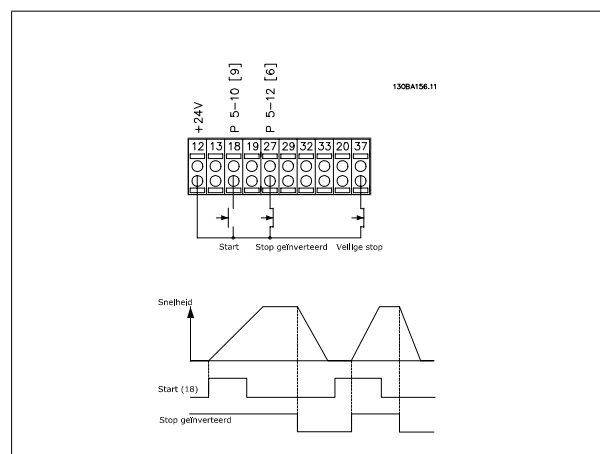 +24V
P 5-10 [9]
P 5-12 [6]
130BA156.11
12 13 18 19 27 29 32 33 20 37
Start
Stop geïnverteerd
Veilige stop
Snelheid
Start (18)
Stop geïnverteerd